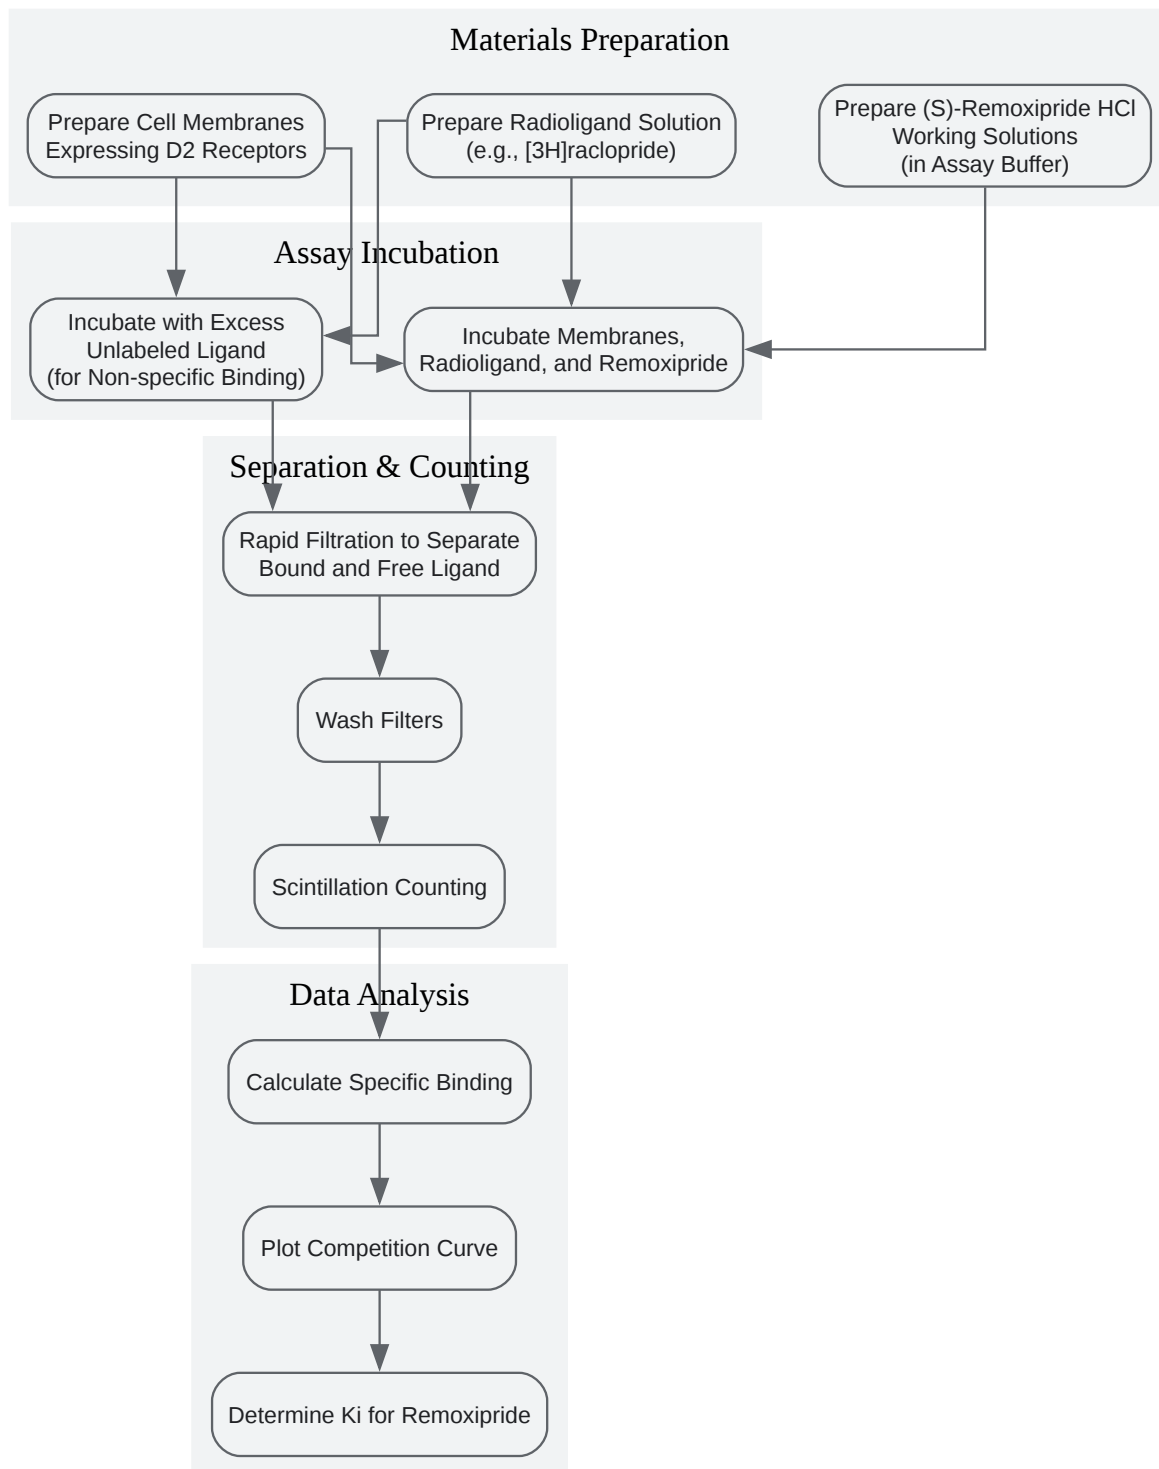 Materials Preparation
Prepare Cell Membranes
Expressing D2 Receptors
Prepare Radioligand Solution
(e.g., [3H]raclopride)
Prepare (S)-Remoxipride HCl
Working Solutions
(in Assay Buffer)
Assay Incubation
Incubate with Excess
Unlabeled Ligand
(for Non-specific Binding)
Incubate Membranes,
Radioligand, and Remoxipride
Separation & Counting
Rapid Filtration to Separate
Bound and Free Ligand
Wash Filters
Scintillation Counting
Data Analysis
Calculate Specific Binding
Plot Competition Curve
Determine Ki for Remoxipride